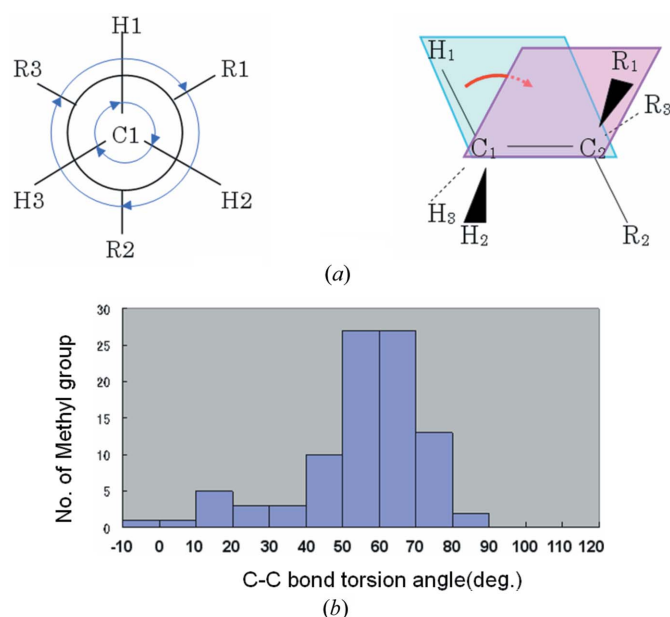 H1
R3
R1
C1
H3
H2
R2
H₁
R₁
R₃
C₁
C₂
H₃
H₂
R₂
(a)
30
25
20
15
10
5
0
No. of Methyl group
-10 0 10 20 30 40 50 60 70 80 90 100 110 120
C-C bond torsion angle(deg.)
(b)